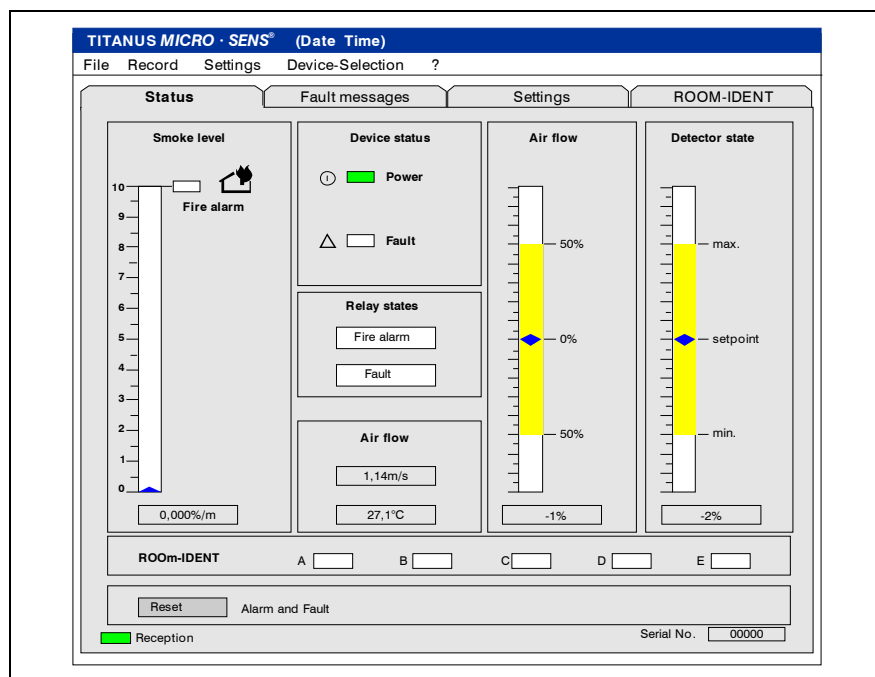 TITANUS MICRO · SENS® (Date Time)
File Record Settings Device-Selection ?
Status Fault messages Settings ROOM-IDENT
Smoke level
10
Fire alarm
9
8
7
6
5
4
3
2
1
0
0,000%/m
Device status
Power
Fault
Relay states
Fire alarm
Fault
Air flow
1,14m/s
27,1°C
Air flow
50%
0%
50%
-1%
Detector state
max.
setpoint
min.
-2%
ROOm-IDENT A B C D E
Reset Alarm and Fault
Reception Serial No. 00000